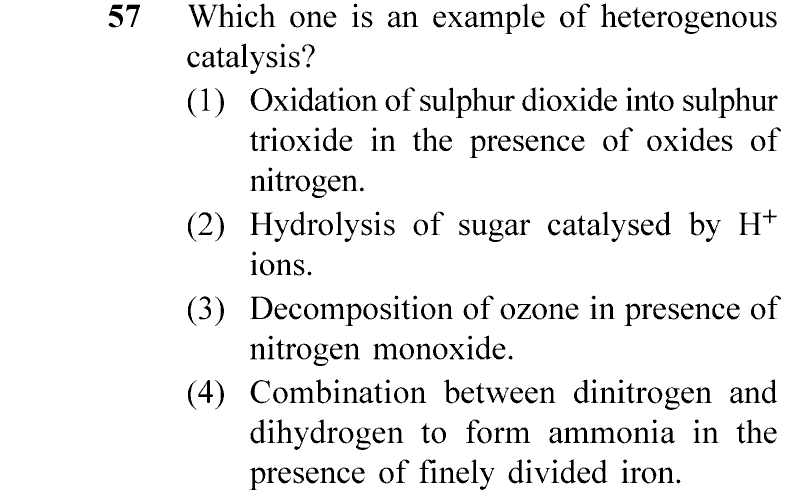 57 Which one is an example of heterogenous
catalysis?
(1) Oxidation of sulphur dioxide into sulphur
trioxide in the presence of oxides of
nitrogen.
(2) Hydrolysis of sugar catalysed by H⁺
ions.
(3) Decomposition of ozone in presence of
nitrogen monoxide.
(4) Combination between dinitrogen and
dihydrogen to form ammonia in the
presence of finely divided iron.